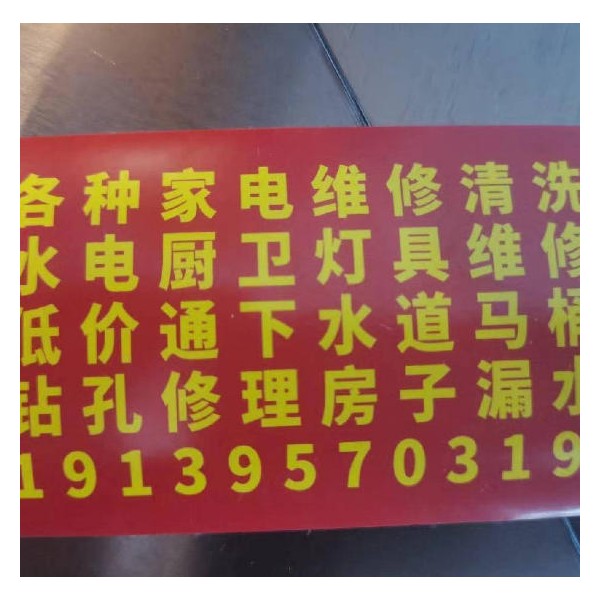 各种家电维修清洗
水电厨卫灯具维修
低价通下水道马桶
钻孔修理房子漏水
19139570319